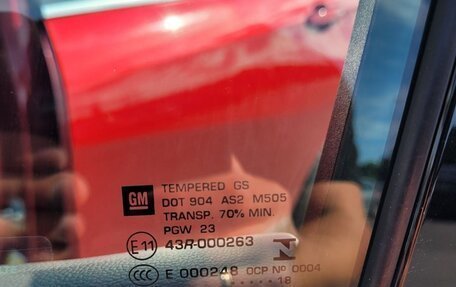 GM
TEMPERED GS
DOT 904 AS2 M505
TRANSP. 70% MIN.
PGW 23
E11 43R-000263
CCC E 000248 OCP Nº 0004
.....18